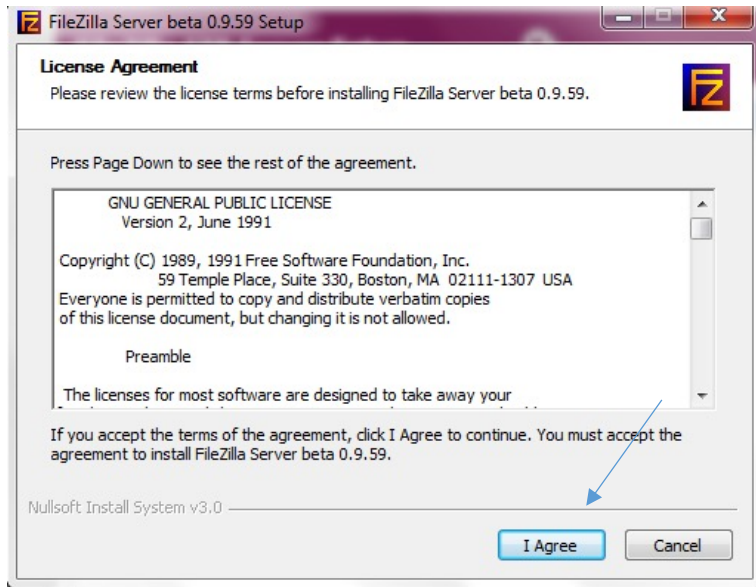 FileZilla Server beta 0.9.59 Setup
License Agreement
Please review the license terms before installing FileZilla Server beta 0.9.59.
FZ
Press Page Down to see the rest of the agreement.
GNU GENERAL PUBLIC LICENSE
Version 2, June 1991
Copyright (C) 1989, 1991 Free Software Foundation, Inc.
59 Temple Place, Suite 330, Boston, MA 02111-1307 USA
Everyone is permitted to copy and distribute verbatim copies
of this license document, but changing it is not allowed.
Preamble
The licenses for most software are designed to take away your
If you accept the terms of the agreement, click I Agree to continue. You must accept the
agreement to install FileZilla Server beta 0.9.59.
Nullsoft Install System v3.0
I Agree
Cancel